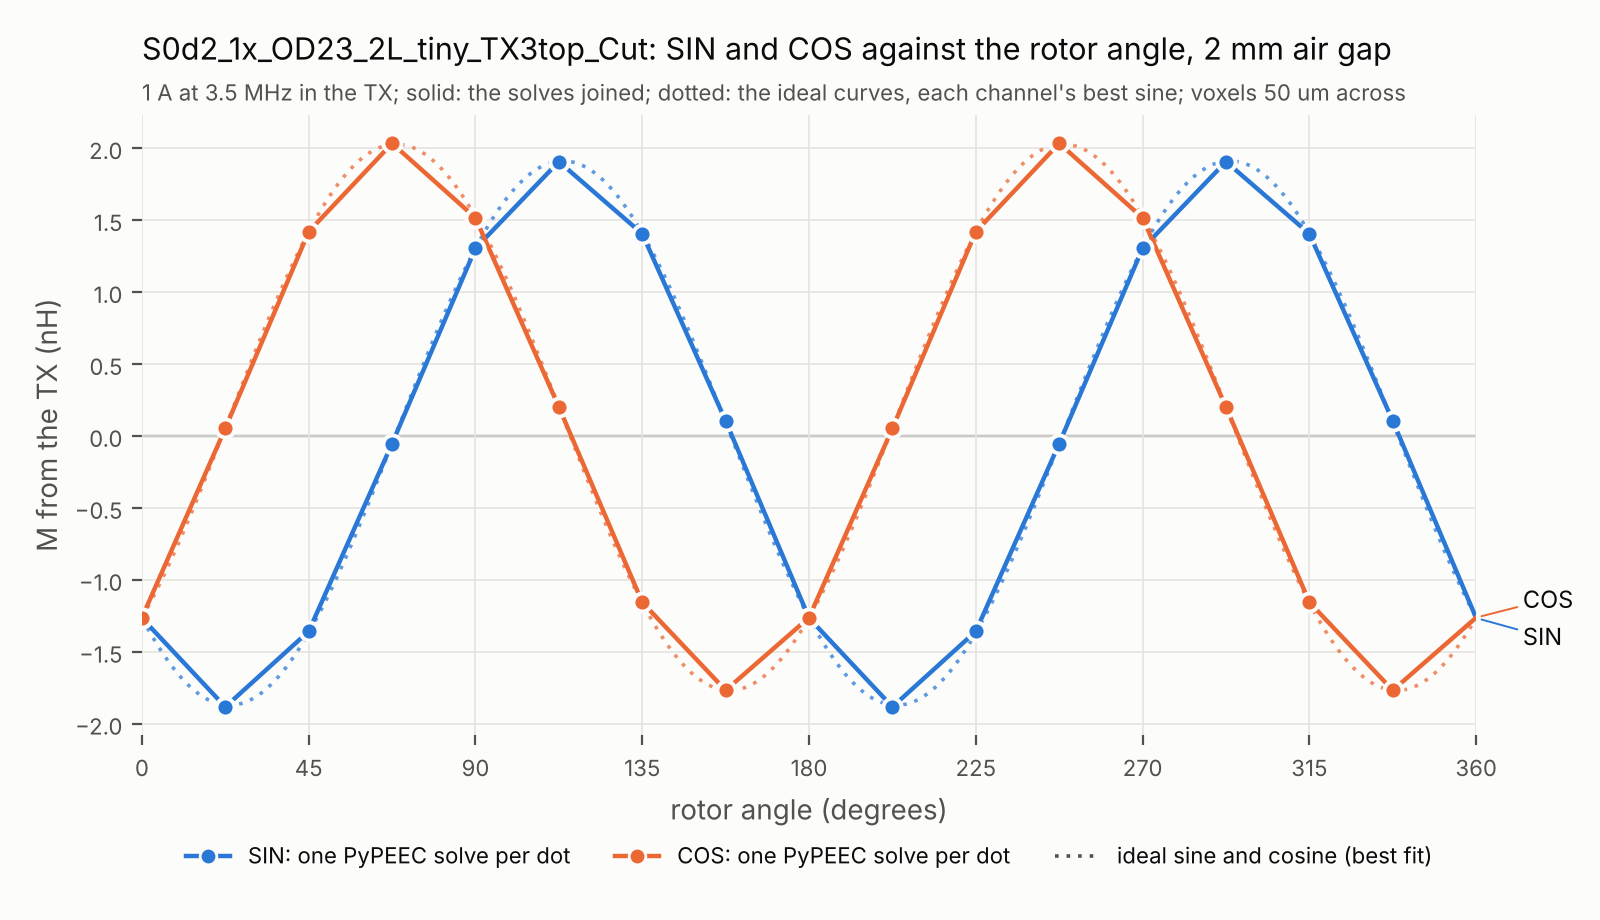 S0d2_1x_OD23_2L_tiny_TX3top_Cut: SIN and COS against the rotor angle, 2 mm air gap
1 A at 3.5 MHz in the TX; solid: the solves joined; dotted: the ideal curves, each channel's best sine; voxels 50 um across
M from the TX (nH)
2.0
1.5
1.0
0.5
0.0
−0.5
−1.0
−1.5
−2.0
COS
SIN
0 45 90 135 180 225 270 315 360
rotor angle (degrees)
SIN: one PyPEEC solve per dot COS: one PyPEEC solve per dot ideal sine and cosine (best fit)